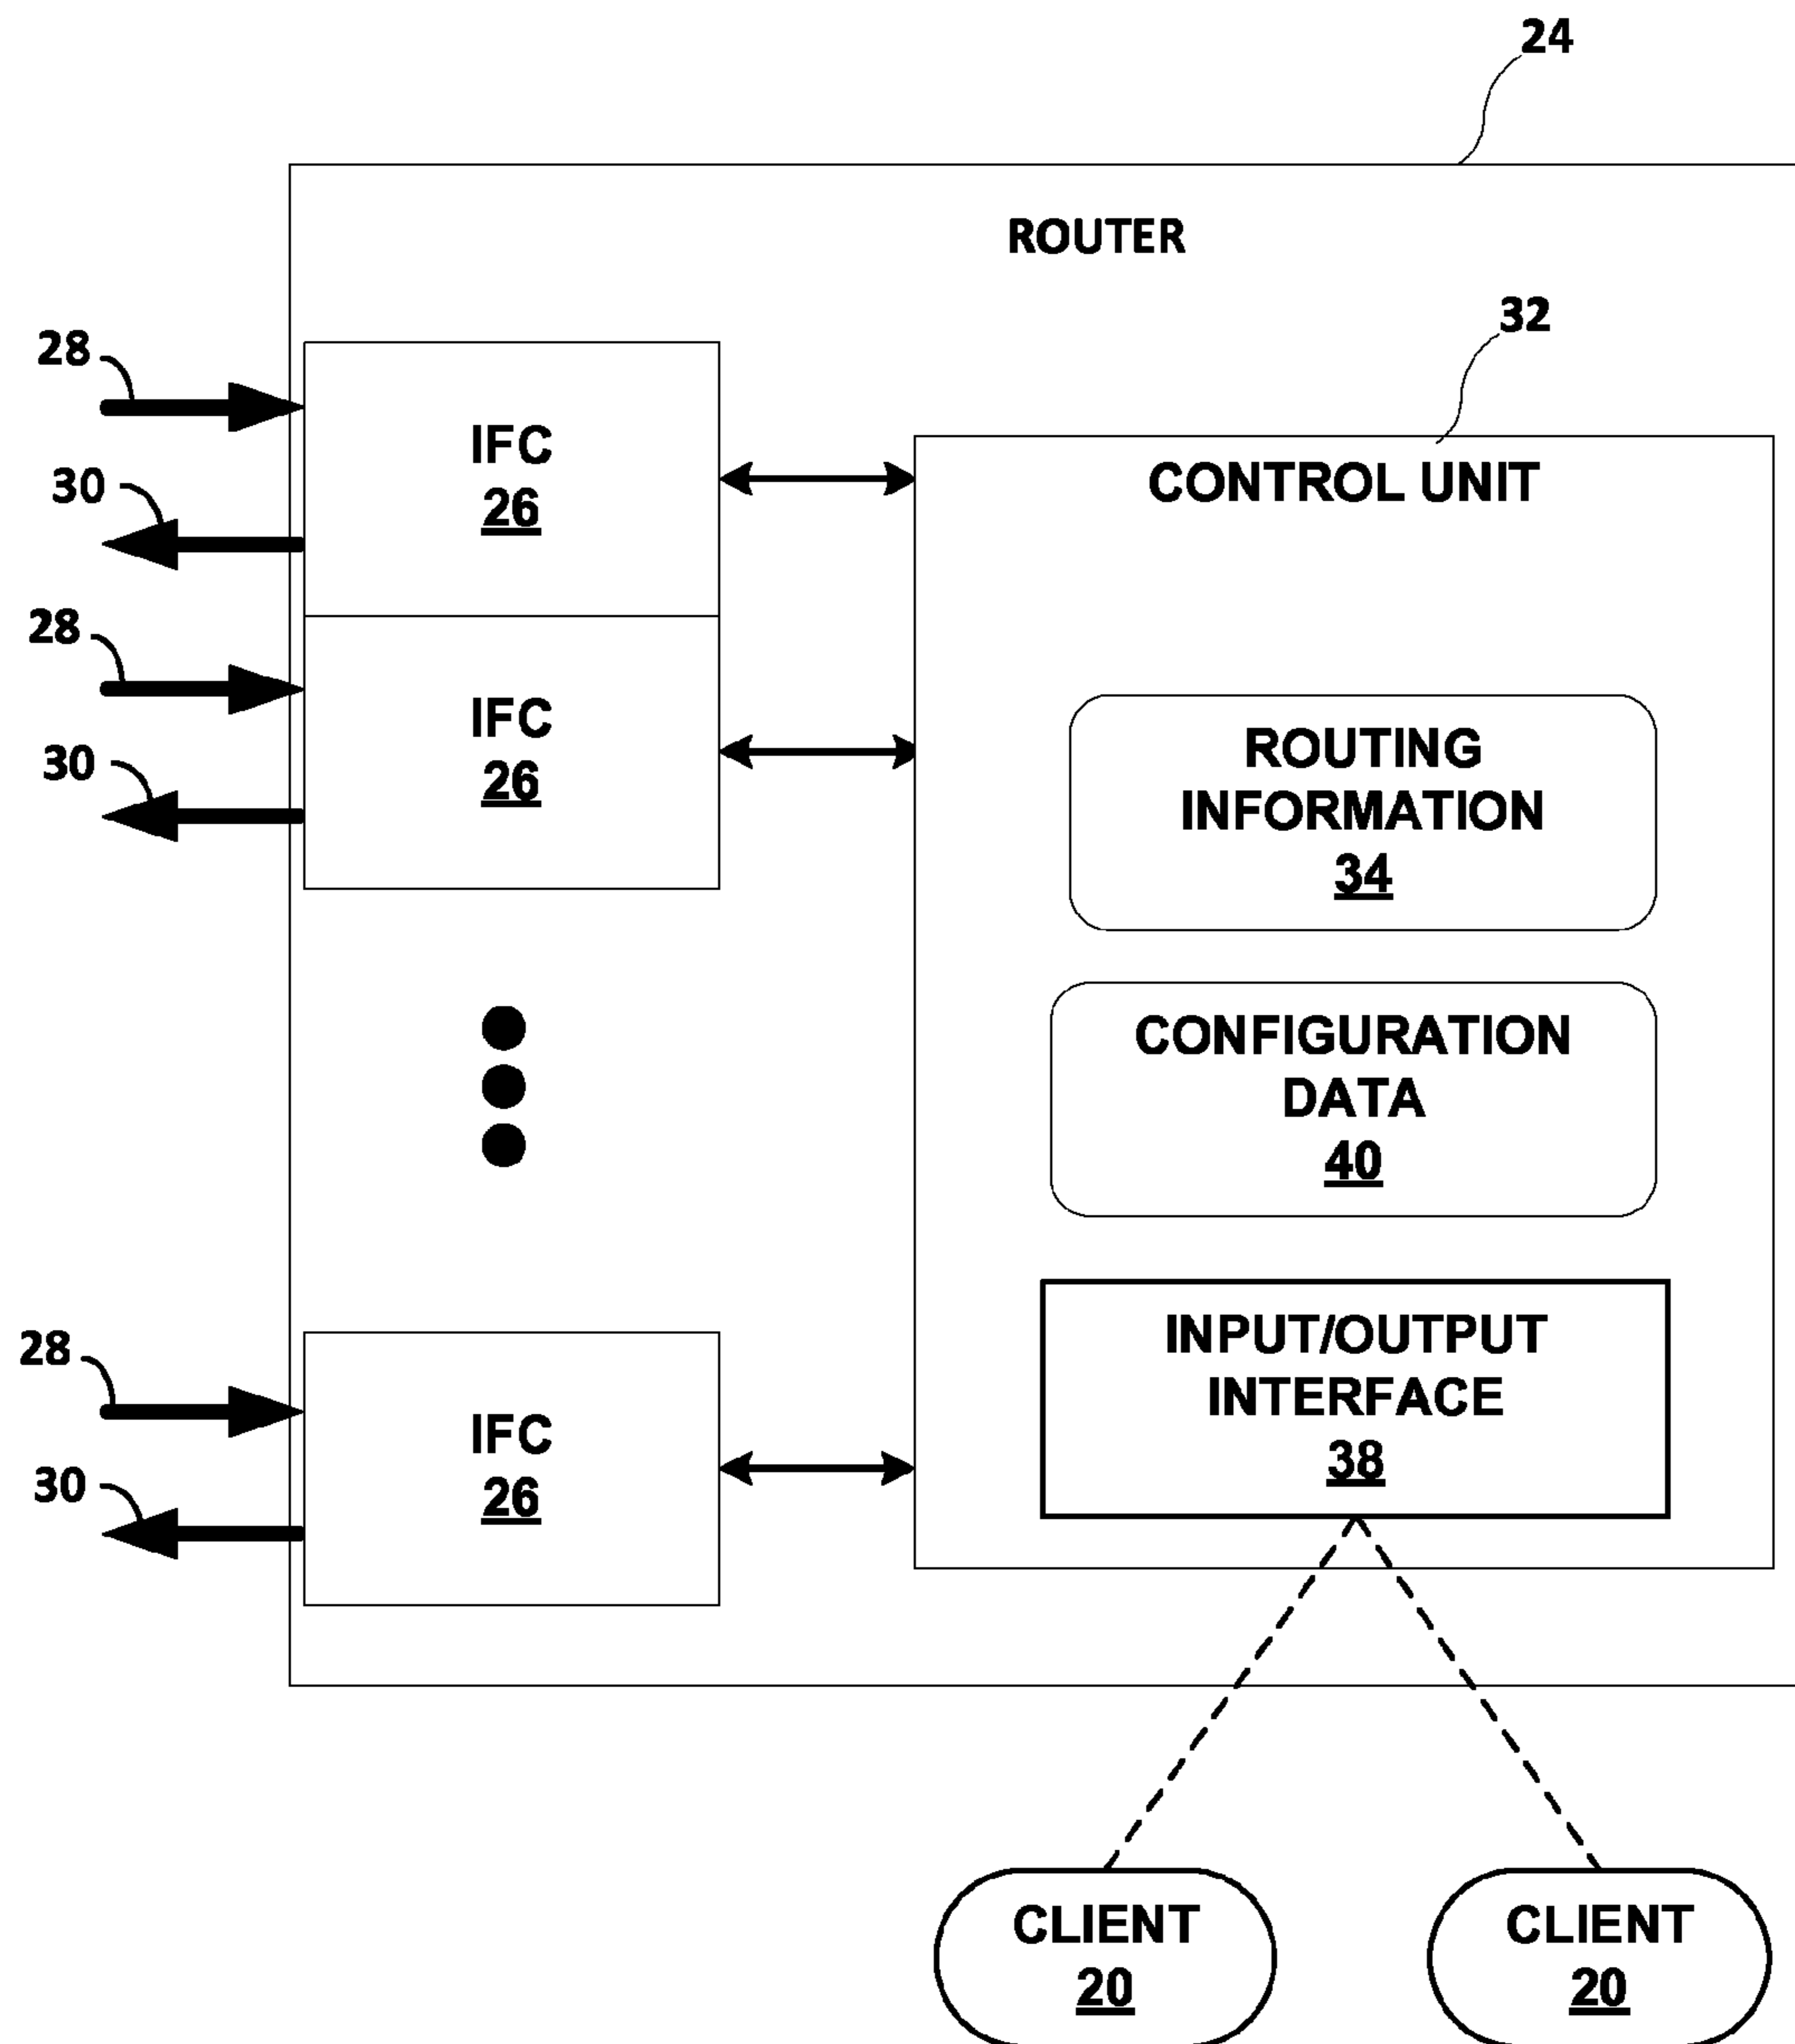 24
ROUTER
32
28
IFC
26
30
CONTROL UNIT
28
IFC
26
30
ROUTING
INFORMATION
34
CONFIGURATION
DATA
40
INPUT/OUTPUT
INTERFACE
38
28
IFC
26
30
CLIENT
20
CLIENT
20